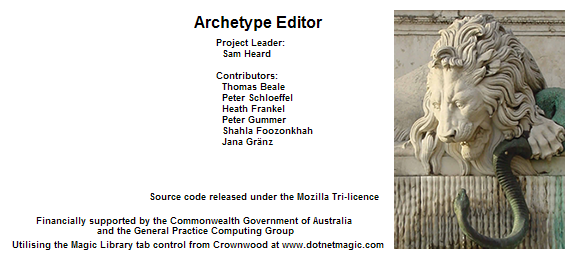 Archetype Editor
Project Leader:
Sam Heard
Contributors:
Thomas Beale
Peter Schloeffel
Heath Frankel
Peter Gummer
Shahla Foozonkhah
Jana Gränz
Source code released under the Mozilla Tri-licence
Financially supported by the Commonwealth Government of Australia
and the General Practice Computing Group
Utilising the Magic Library tab control from Crownwood at www.dotnetmagic.com